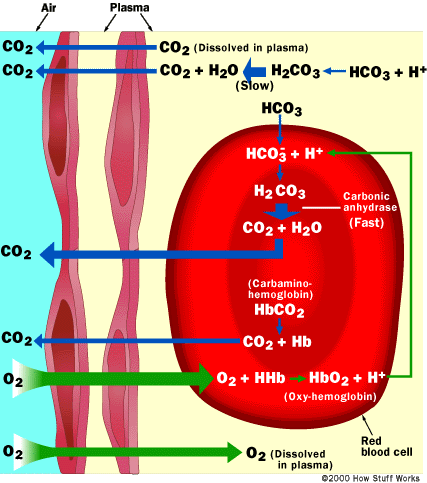 Air Plasma
CO2 CO2 (Dissolved in plasma)
CO2 CO2 + H2O H2CO3 HCO3 + H+
(Slow)
HCO3
HCO3- + H+
H2CO3
Carbonic
anhydrase
(Fast)
CO2 + H2O
CO2
(Carbamino-
hemoglobin)
HbCO2
CO2 CO2 + Hb
O2 O2 + HHb HbO2 + H+
(Oxy-hemoglobin)
Red
blood cell
O2 O2 (Dissolved
in plasma)
©2000 How Stuff Works